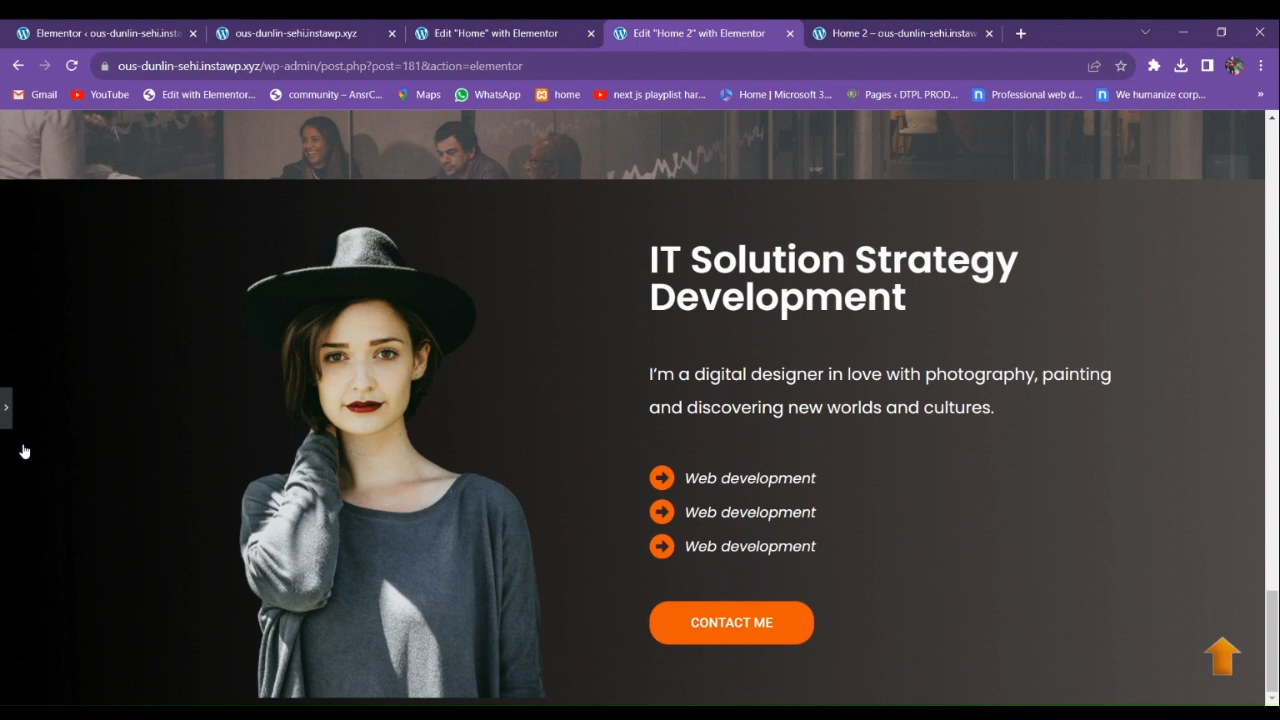 Elementor ‹ ous-dunlin-sehi.insta
ous-dunlin-sehi.instawp.xyz
Edit "Home" with Elementor
Edit "Home 2" with Elementor
Home 2 – ous-dunlin-sehi.instaw
ous-dunlin-sehi.instawp.xyz/wp-admin/post.php?post=181&action=elementor
Gmail
YouTube
Edit with Elementor...
community – AnsrC...
Maps
WhatsApp
home
next js playplist har...
Home | Microsoft 3...
Pages ‹ DTPL PROD...
Professional web d...
We humanize corp...
IT Solution Strategy
Development
I’m a digital designer in love with photography, painting
and discovering new worlds and cultures.
Web development
Web development
Web development
CONTACT ME